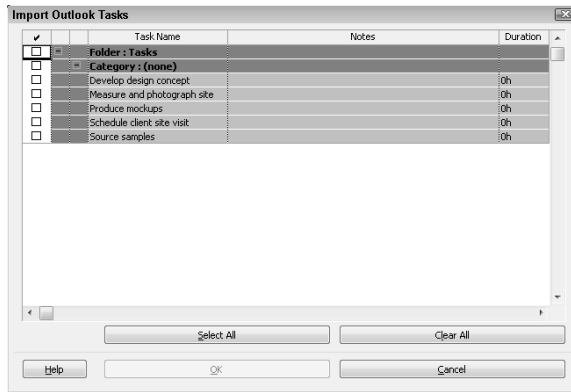 Import Outlook Tasks
Task Name Notes Duration
Folder : Tasks
Category : (none)
Develop design concept 0h
Measure and photograph site 0h
Produce mockups 0h
Schedule client site visit 0h
Source samples 0h
Select All Clear All
Help OK Cancel